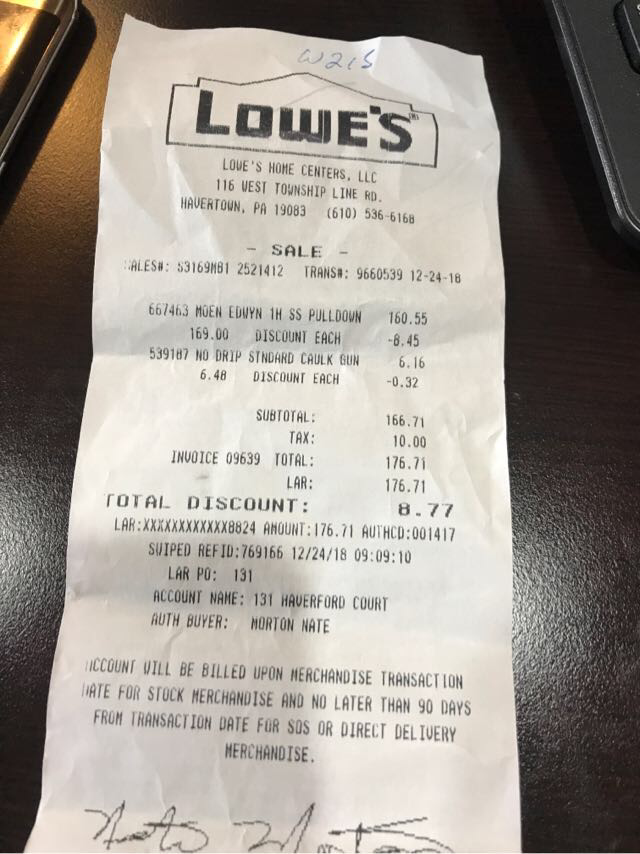 W215
LOWE'S™
LOWE'S HOME CENTERS, LLC
116 WEST TOWNSHIP LINE RD.
HAVERTOWN, PA 19083 (610) 536-6168
- SALE -
SALES#: S3169MB1 2521412 TRANS#: 9660539 12-24-18
667463 MOEN EDWYN 1H SS PULLDOWN 160.55
169.00 DISCOUNT EACH -8.45
539187 NO DRIP STNDARD CAULK GUN 6.16
6.48 DISCOUNT EACH -0.32
SUBTOTAL: 166.71
TAX: 10.00
INVOICE 09639 TOTAL: 176.71
LAR: 176.71
TOTAL DISCOUNT: 8.77
LAR:XXXXXXXXXXXX8824 AMOUNT:176.71 AUTHCD:001417
SWIPED REFID:769166 12/24/18 09:09:10
LAR PO: 131
ACCOUNT NAME: 131 HAVERFORD COURT
AUTH BUYER: MORTON NATE
ACCOUNT WILL BE BILLED UPON MERCHANDISE TRANSACTION
DATE FOR STOCK MERCHANDISE AND NO LATER THAN 90 DAYS
FROM TRANSACTION DATE FOR SOS OR DIRECT DELIVERY
MERCHANDISE.